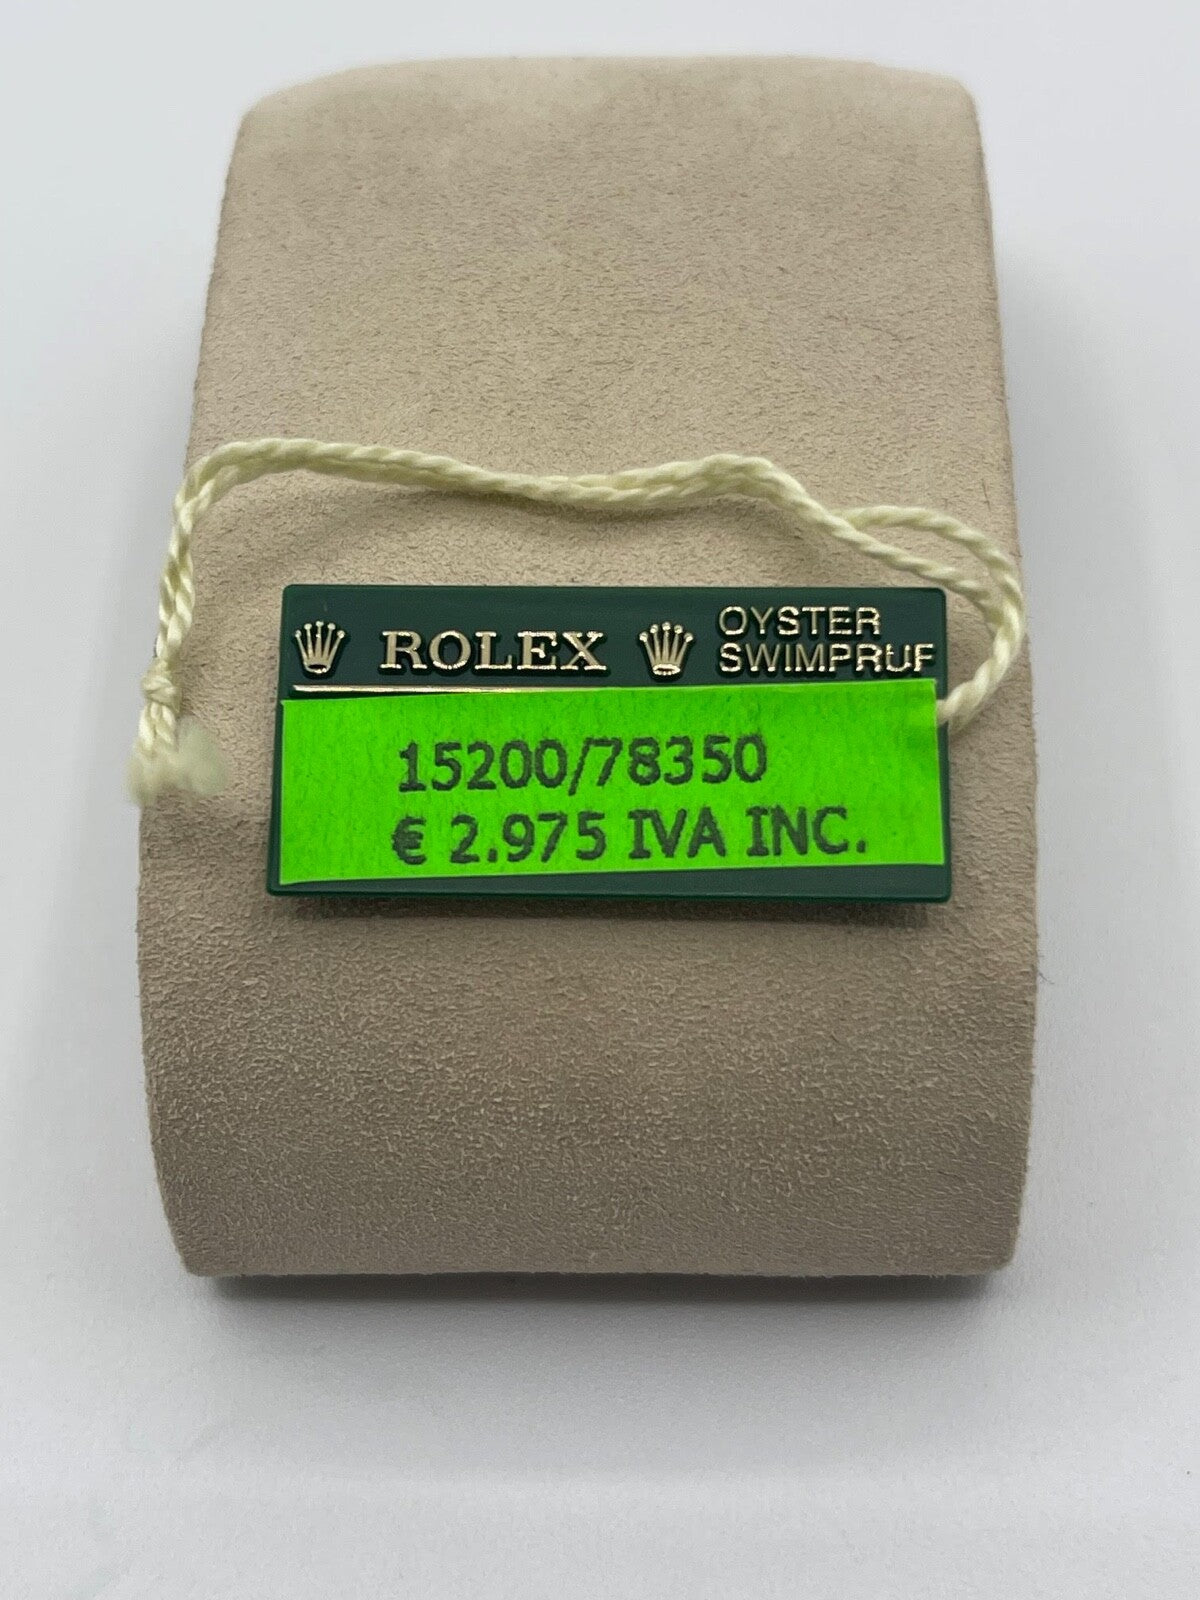 ROLEX OYSTER
SWIMPRUF
15200/78350
€ 2.975 IVA INC.